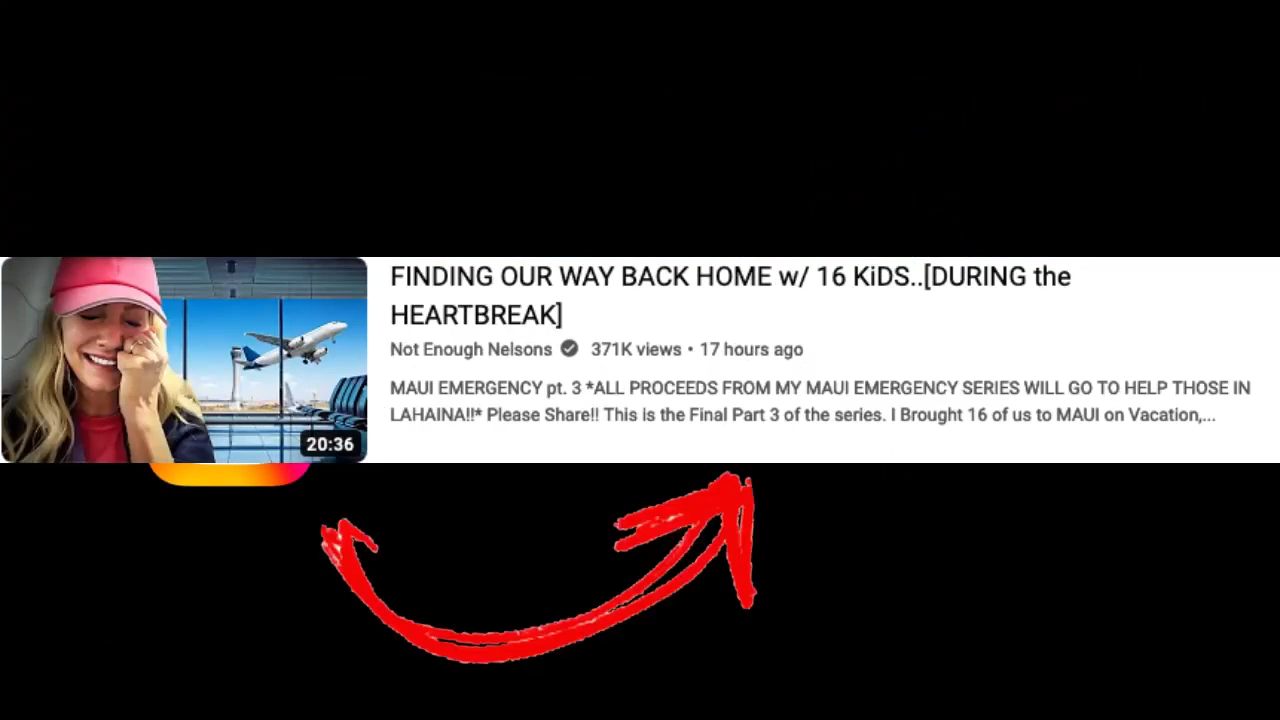 FINDING OUR WAY BACK HOME w/ 16 KiDS..[DURING the
HEARTBREAK]
Not Enough Nelsons 371K views • 17 hours ago
MAUI EMERGENCY pt. 3 *ALL PROCEEDS FROM MY MAUI EMERGENCY SERIES WILL GO TO HELP THOSE IN
LAHAINA!!* Please Share!! This is the Final Part 3 of the series. I Brought 16 of us to MAUI on Vacation,...
20:36